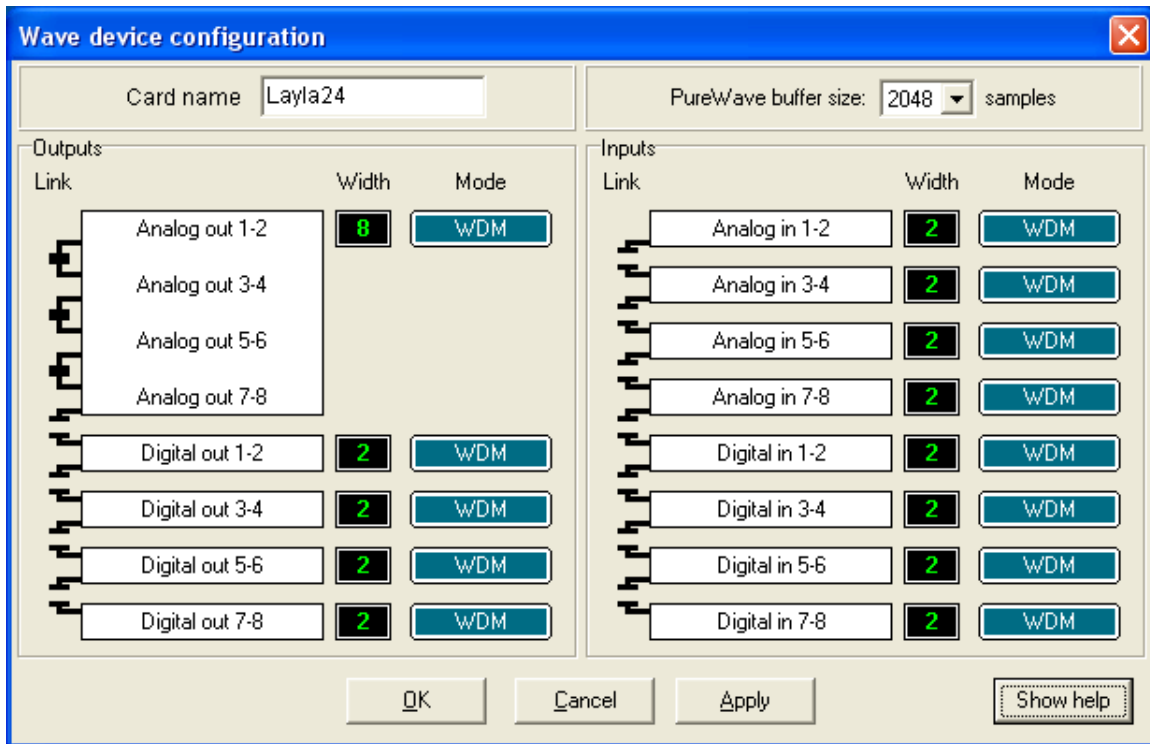 Wave device configuration
Card name Layla24
PureWave buffer size: 2048 samples
Outputs
Link Width Mode
Analog out 1-2 8 WDM
Analog out 3-4
Analog out 5-6
Analog out 7-8
Digital out 1-2 2 WDM
Digital out 3-4 2 WDM
Digital out 5-6 2 WDM
Digital out 7-8 2 WDM
Inputs
Link Width Mode
Analog in 1-2 2 WDM
Analog in 3-4 2 WDM
Analog in 5-6 2 WDM
Analog in 7-8 2 WDM
Digital in 1-2 2 WDM
Digital in 3-4 2 WDM
Digital in 5-6 2 WDM
Digital in 7-8 2 WDM
OK Cancel Apply Show help